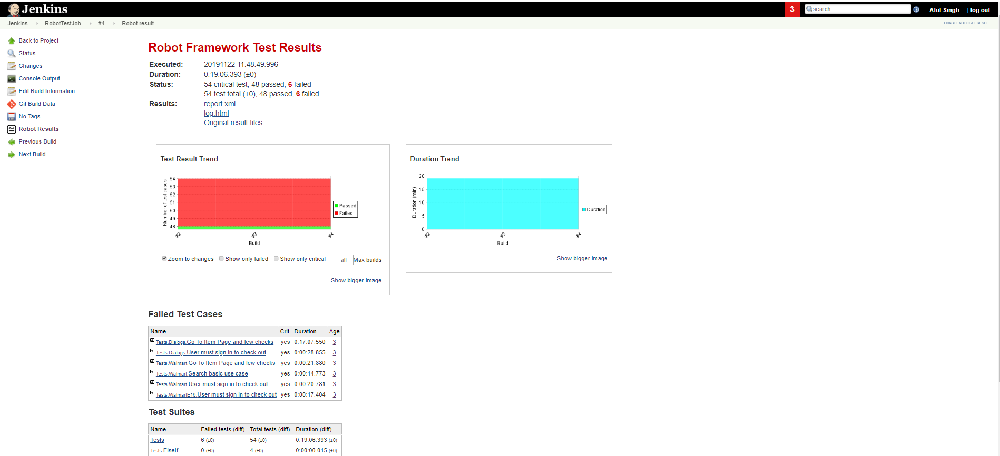 Jenkins
3
search
Atul Singh
| log out
Jenkins
RobotTestJob
#4
Robot result
ENABLE AUTO REFRESH
Back to Project
Status
Changes
Console Output
Edit Build Information
Git Build Data
No Tags
Robot Results
Previous Build
Next Build
Robot Framework Test Results
Executed: 20191122 11:48:49.996
Duration: 0:19:06.393 (±0)
Status: 54 critical test, 48 passed, 6 failed
54 test total (±0), 48 passed, 6 failed
Results: report.xml
log.html
Original result files
Test Result Trend
Number of test cases
54
53
52
51
50
49
48
#2
#3
#4
Build
Passed
Failed
Zoom to changes Show only failed Show only critical all Max builds
Show bigger image
Duration Trend
Duration (min)
20
15
10
5
0
#2
#3
#4
Build
Duration
Show bigger image
Failed Test Cases
Name Crit. Duration Age
Tests.Dialogs.Go To Item Page and few checks yes 0:17:07.550 3
Tests.Dialogs.User must sign in to check out yes 0:00:28.855 3
Tests.Walmart.Go To Item Page and few checks yes 0:00:21.880 3
Tests.Walmart.Search basic use case yes 0:00:14.773 3
Tests.Walmart.User must sign in to check out yes 0:00:20.781 3
Tests.WalmartE16.User must sign in to check out yes 0:00:17.404 3
Test Suites
Name Failed tests (diff) Total tests (diff) Duration (diff)
Tests 6 (±0) 54 (±0) 0:19:06.393 (±0)
Tests.ElseIf 0 (±0) 4 (±0) 0:00:00.015 (±0)